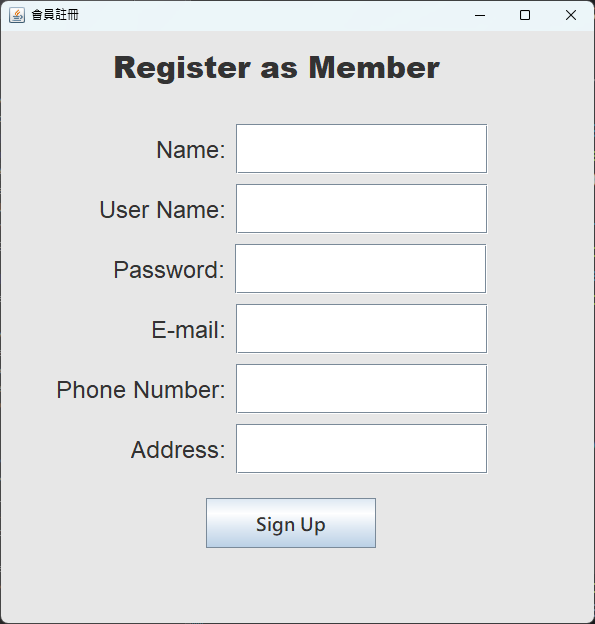 會員註冊
Register as Member
Name:
User Name:
Password:
E-mail:
Phone Number:
Address:
Sign Up